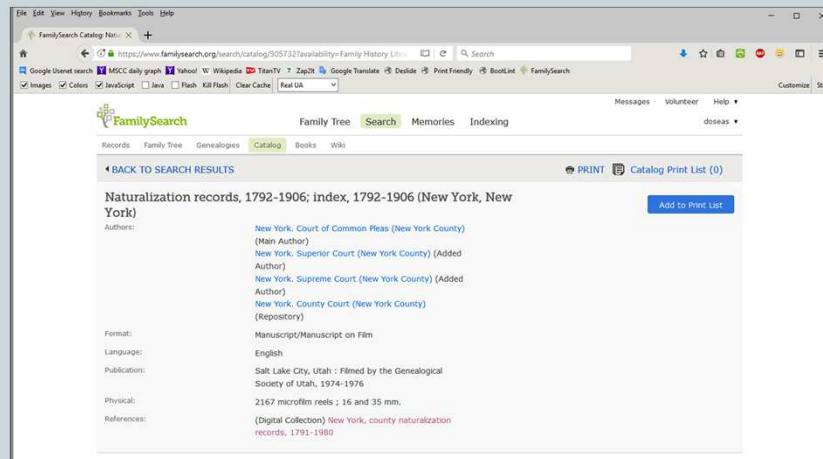 File Edit View History Bookmarks Tools Help
FamilySearch Catalog: Natu
https://www.familysearch.org/search/catalog/305732?availability=Family History Libr
Search
Google Usenet search MSCC daily graph Yahoo! Wikipedia TitanTV Zap2It Google Translate Deslide Print Friendly BootLint FamilySearch
Images Colors JavaScript Java Flash Kill Flash Clear Cache Real UA Customize
Messages Volunteer Help
FamilySearch Family Tree Search Memories Indexing doseas
Records Family Tree Genealogies Catalog Books Wiki
BACK TO SEARCH RESULTS PRINT Catalog Print List (0)
Naturalization records, 1792-1906; index, 1792-1906 (New York, New
York)
Add to Print List
Authors: New York. Court of Common Pleas (New York County)
(Main Author)
New York. Superior Court (New York County) (Added
Author)
New York. Supreme Court (New York County) (Added
Author)
New York. County Court (New York County)
(Repository)
Format: Manuscript/Manuscript on Film
Language: English
Publication: Salt Lake City, Utah : Filmed by the Genealogical
Society of Utah, 1974-1976
Physical: 2167 microfilm reels ; 16 and 35 mm.
References: (Digital Collection) New York, county naturalization
records, 1791-1980